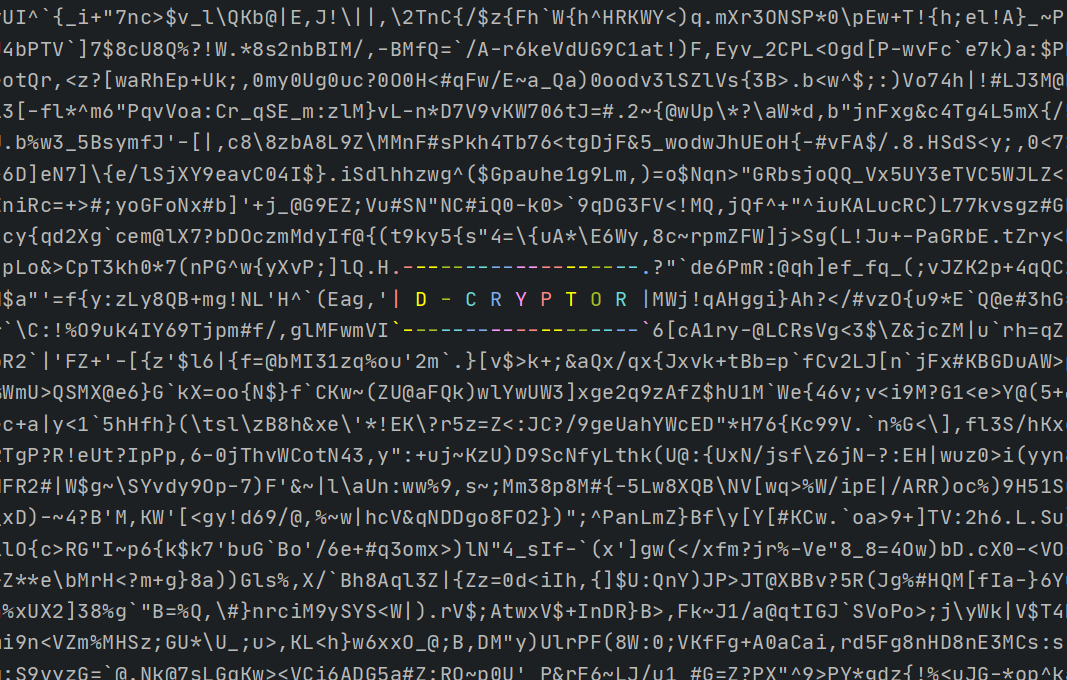 UI^`{_i+"7nc>$v_l\QKb@|E,J!\||,\2TnC{/$z{Fh`W{h^HRKWY<)q.mXr3ONSP*0\pEw+T!{h;el!A}_~P
4bPTV`]7$8cU8Q%?!W.*8s2nbBIM/,-BMfQ=`/A-r6keVdUG9C1at!)F,Eyv_2CPL<Ogd[P-wvFc`e7k)a:$P
otQr,<z?[waRhEp+Uk;,0my0Ug0uc?0O0H<#qFw/E~a_Qa)0oodv3lSZlVs{3B>.b<w^$;:)Vo74h|!#LJ3M@
3[-fl*^m6"PqvVoa:Cr_qSE_m:zlM}vL-n*D7V9vKW706tJ=#.2~{@wUp\*?\aW*d,b"jnFxg&c4Tg4L5mX{/
.b%w3_5BsymfJ'-[|,c8\8zbA8L9Z\MMnF#sPkh4Tb76<tgDjF&5_wodwJhUEoH{-#vFA$/.8.HSdS<y;,0<7
6D]eN7]\{e/lSjXY9eavC04I$}.iSdlhhzwg^($Gpauhe1g9Lm,)=o$Nqn>"GRbsjoQQ_Vx5UY3eTVC5WJLZ<
niRc=+>#;yoGFoNx#b]'+j_@G9EZ;Vu#SN"NC#iQ0-k0>`9qDG3FV<!MQ,jQf^+"^iuKALucRC)L77kvsgz#G
cy{qd2Xg`cem@lX7?bDOczmMdyIf@{(t9ky5{s"4=\{uA*\E6Wy,8c~rpmZFW]j>Sg(L!Ju+-PaGRbE.tZry<
pLo&>CpT3kh0*7(nPG^w{yXvP;]lQ.H.------------------------.?"`de6PmR:@qh]ef_fq_(;vJZK2p+4qQC
$a"'=f{y:zLy8QB+mg!NL'H^`(Eag,'| D - C R Y P T O R |MWj!qAHggi}Ah?</#vzO{u9*E`Q@e#3hG
`\C:!%O9uk4IY69Tjpm#f/,glMFwmVI`------------------------`6[cA1ry-@LCRsVg<3$\Z&jcZM|u`rh=qZ
R2`|'FZ+'-[{z'$l6|{f=@bMI31zq%ou'2m`.}[v$>k+;&aQx/qx{Jxvk+tBb=p`fCv2LJ[n`jFx#KBGDuAW>
WmU>QSMX@e6}G`kX=oo{N$}f`CKw~(ZU@aFQk)wlYwUW3]xge2q9zAfZ$hU1M`We{46v;v<i9M?G1<e>Y@(5+
c+a|y<1`5hHfh}(\tsl\zB8h&xe\'*!EK\?r5z=Z<:JC?/9geUahYWcED"*H76{Kc99V.`n%G<\],fl3S/hKx
TgP?R!eUt?IpPp,6-0jThvWCotN43,y":+uj~KzU)D9ScNfyLthk(U@:{UxN/jsf\z6jN-?:EH|wuz0>i(yyn
FR2#|W$g~\SYvdy9Op-7)F'&~|l\aUn:ww%9,s~;Mm38p8M#{-5Lw8XQB\NV[wq>%W/ipE|/ARR)oc%)9H51S
xD)-~4?B'M,KW'[<gy!d69/@,%~w|hcV&qNDDgo8FO2})";^PanLmZ}Bf\y[Y[#KCw.`oa>9+]TV:2h6.L.Su
lO{c>RG"I~p6{k$k7'buG`Bo'/6e+#q3omx>)lN"4_sIf-`(x']gw(</xfm?jr%-Ve"8_8=4Ow)bD.cX0-<VO
Z**e\bMrH<?m+g}8a))Gls%,X/`Bh8Aql3Z|{Zz=0d<iIh,{]$U:QnY)JP>JT@XBBv?5R(Jg%#HQM[fIa-}6Y
%xUX2]38%g`"B=%Q,\#}nrciM9ySYS<W|).rV$;AtwxV$+InDR}B>,Fk~J1/a@qtIGJ`SVoPo>;j\yWk|V$T4
i9n<VZm%MHSz;GU*\U_;u>,KL<h}w6xxO_@;B,DM"y)UlrPF(8W:0;VKfFg+A0aCai,rd5Fg8nHD8nE3MCs:s